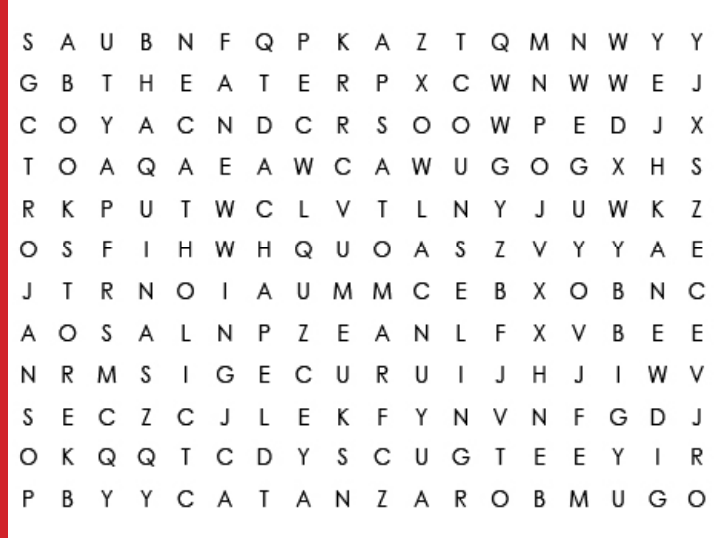 S A U B N F Q P K A Z T Q M N W Y Y
G B T H E A T E R P X C W N W W E J
C O Y A C N D C R S O O W P E D J X
T O A Q A E A W C A W U G O G X H S
R K P U T W C L V T L N Y J U W K Z
O S F I H W H Q U O A S Z V Y Y A E
J T R N O I A U M M C E B X O B N C
A O S A L N P Z E A N L F X V B E E
N R M S I G E C U R U I J H J I W V
S E C Z C J L E K F Y N V N F G D J
O K Q Q T C D Y S C U G T E E Y I R
P B Y Y C A T A N Z A R O B M U G O